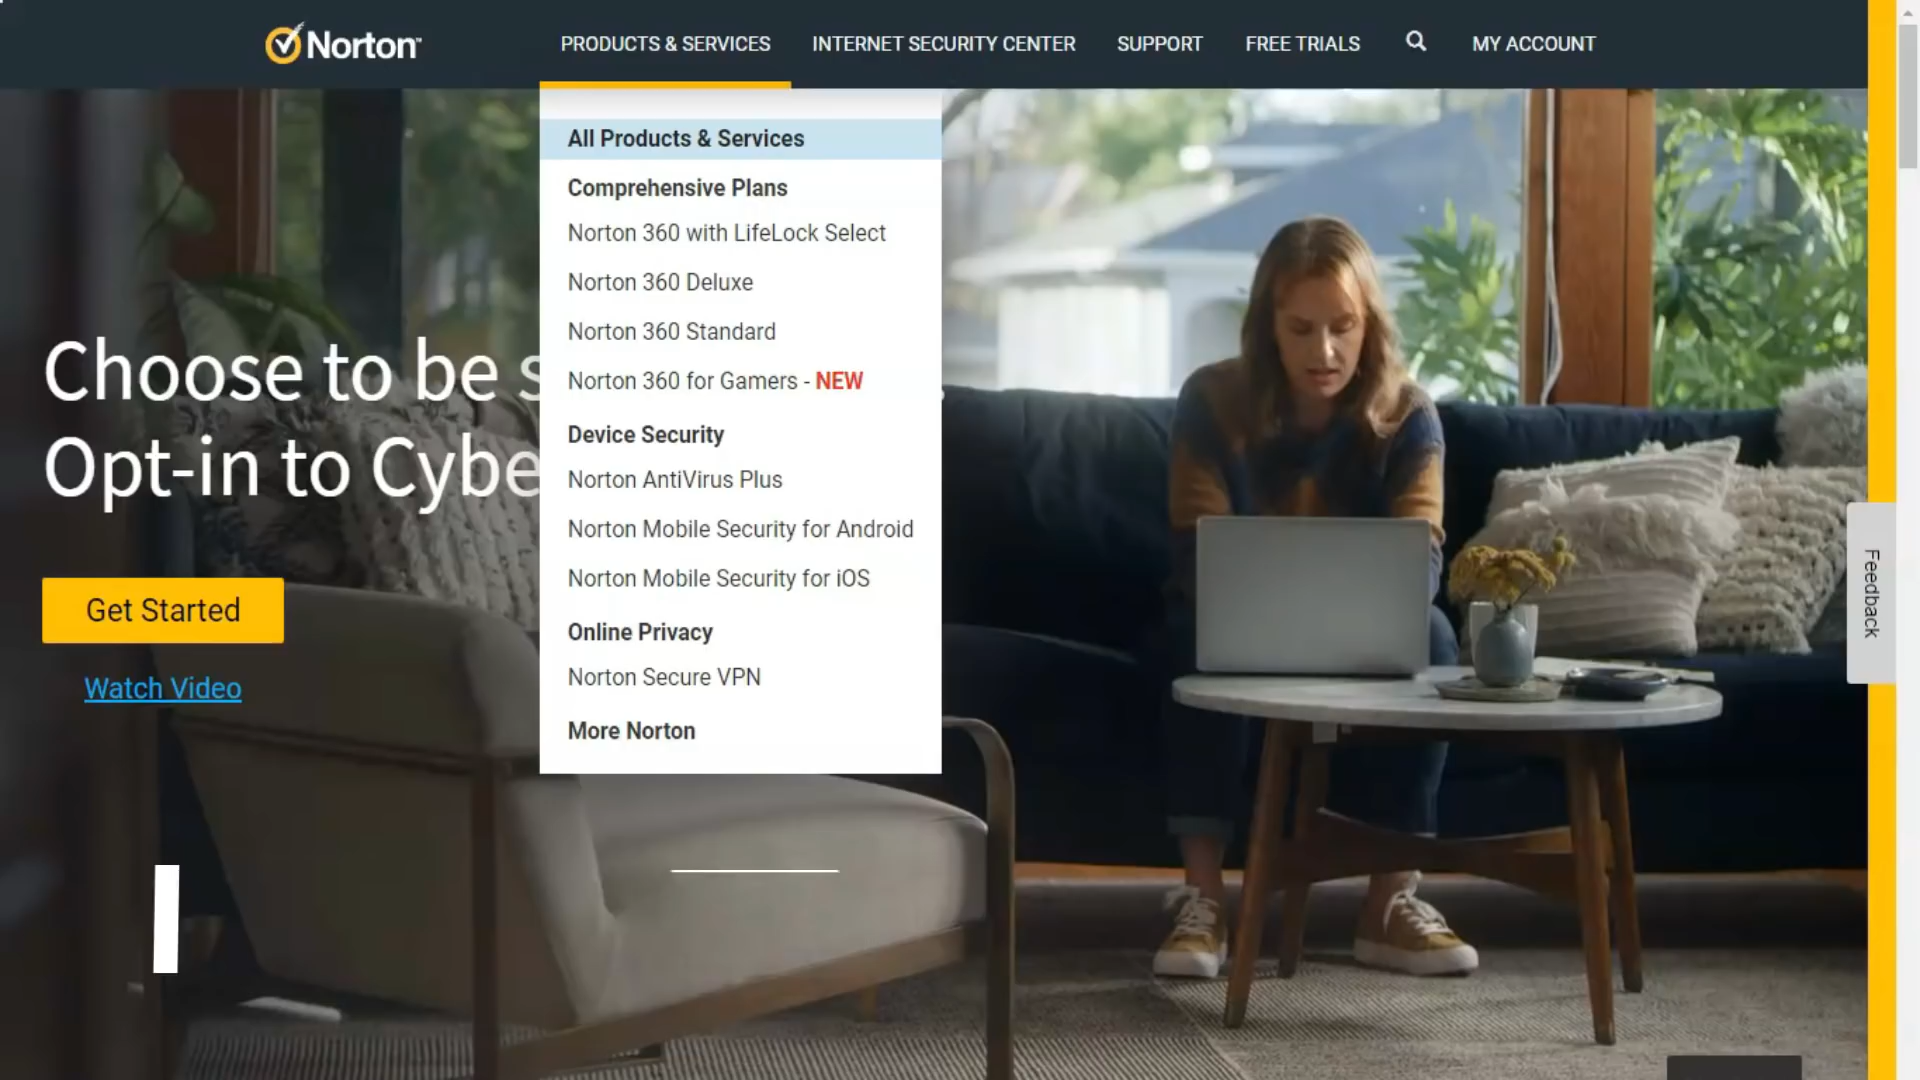 Norton
PRODUCTS & SERVICES
INTERNET SECURITY CENTER
SUPPORT
FREE TRIALS
MY ACCOUNT
All Products & Services
Comprehensive Plans
Norton 360 with LifeLock Select
Norton 360 Deluxe
Norton 360 Standard
Norton 360 for Gamers - NEW
Device Security
Norton AntiVirus Plus
Norton Mobile Security for Android
Norton Mobile Security for iOS
Online Privacy
Norton Secure VPN
More Norton
Choose to be
Opt-in to Cybe
Get Started
Watch Video
Feedback